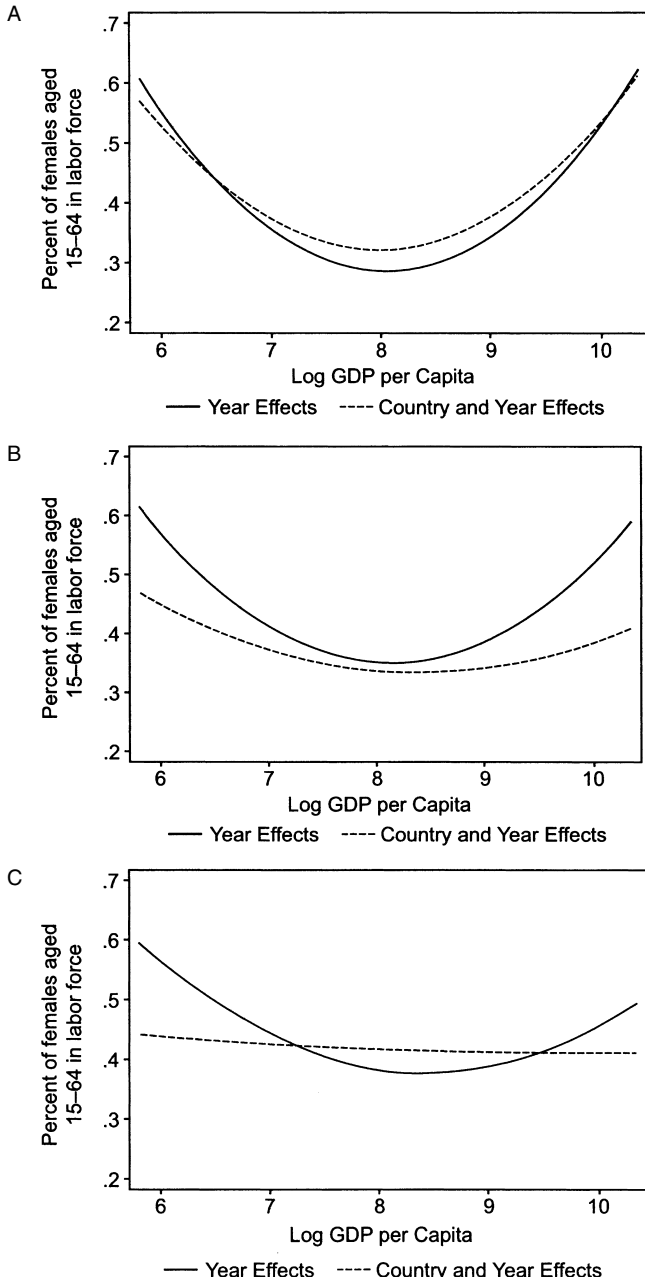 A
.7
.6
.5
.4
.3
.2
Percent of females aged
15–64 in labor force
6 7 8 9 10
Log GDP per Capita
Year Effects Country and Year Effects
B
.7
.6
.5
.4
.3
.2
Percent of females aged
15–64 in labor force
6 7 8 9 10
Log GDP per Capita
Year Effects Country and Year Effects
C
.7
.6
.5
.4
.3
.2
Percent of females aged
15–64 in labor force
6 7 8 9 10
Log GDP per Capita
Year Effects Country and Year Effects